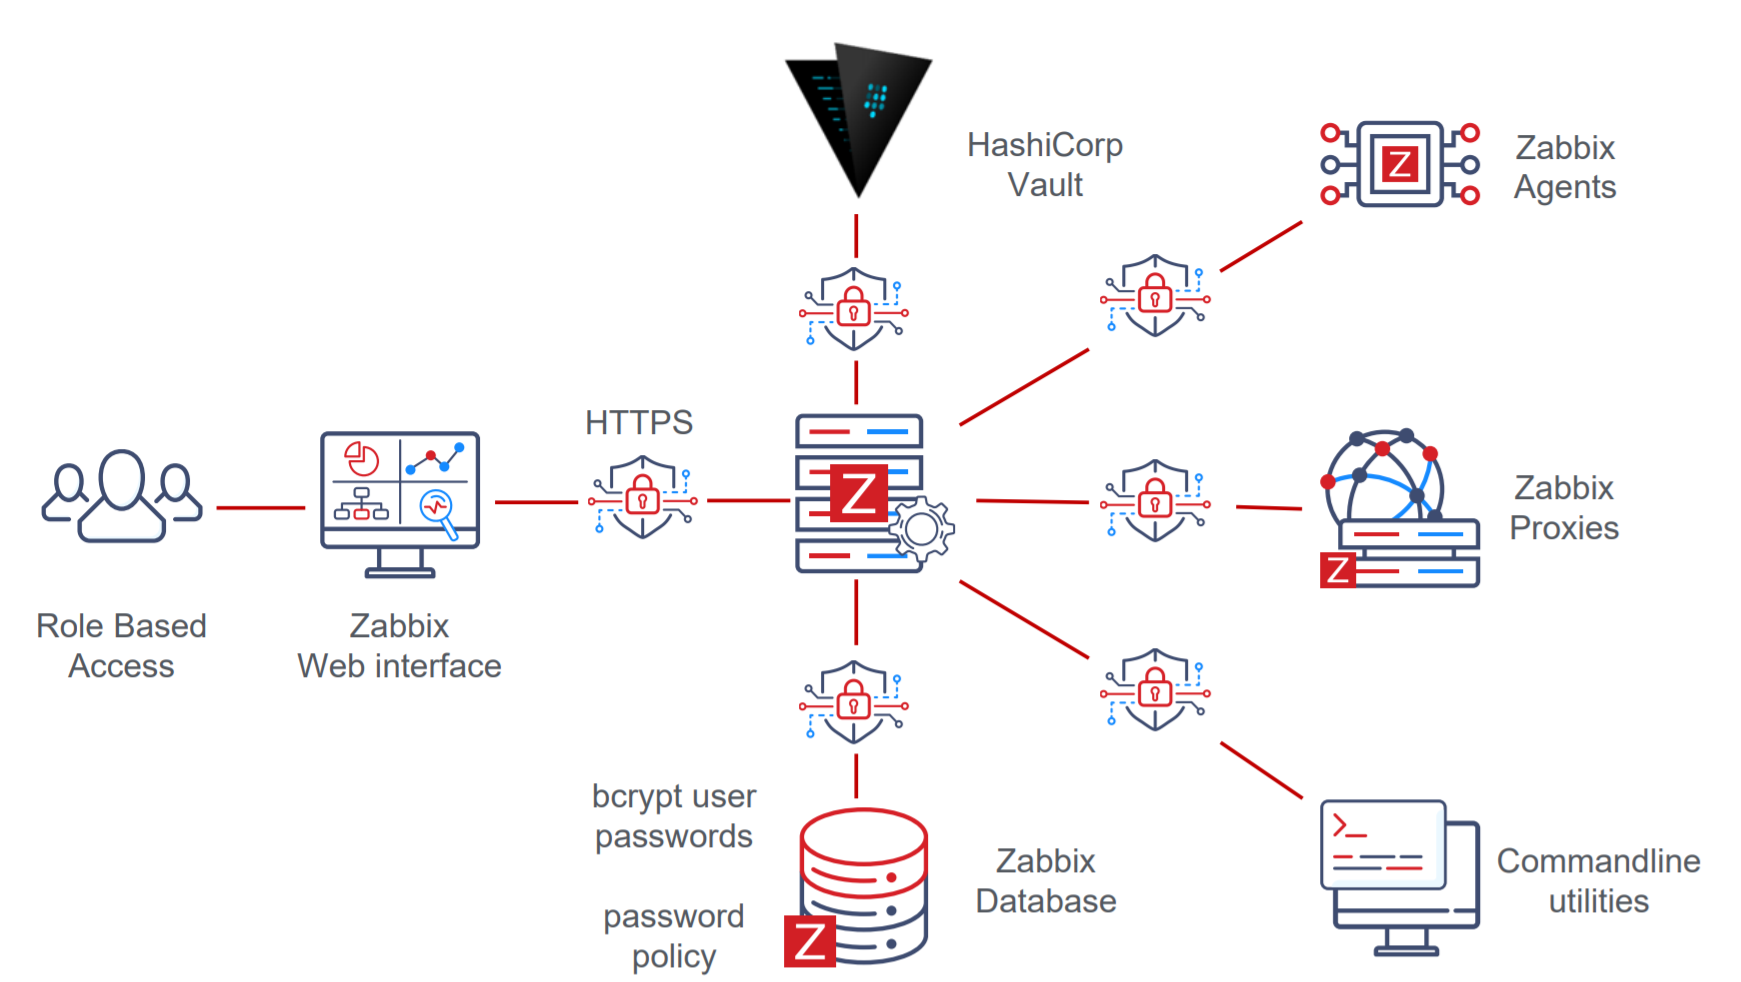 HashiCorp
Vault
Zabbix
Agents
HTTPS
Z
Z
Role Based
Access
Zabbix
Web interface
Zabbix
Proxies
Z
bcrypt user
passwords
password
policy
Z
Zabbix
Database
Commandline
utilities